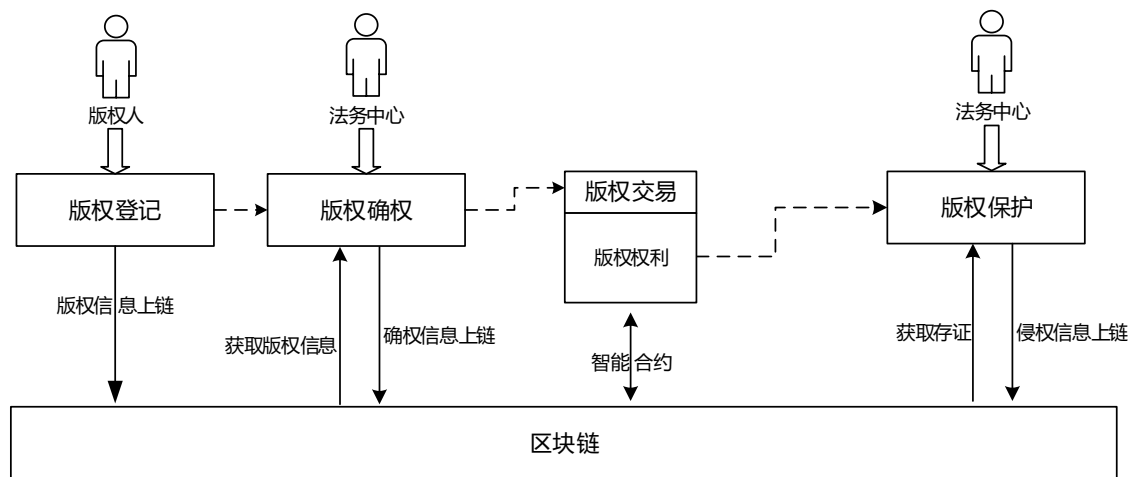 版权人
法务中心
法务中心
版权登记
版权确权
版权交易
版权权利
版权保护
版权信息上链
获取版权信息
确权信息上链
智能合约
获取存证
侵权信息上链
区块链